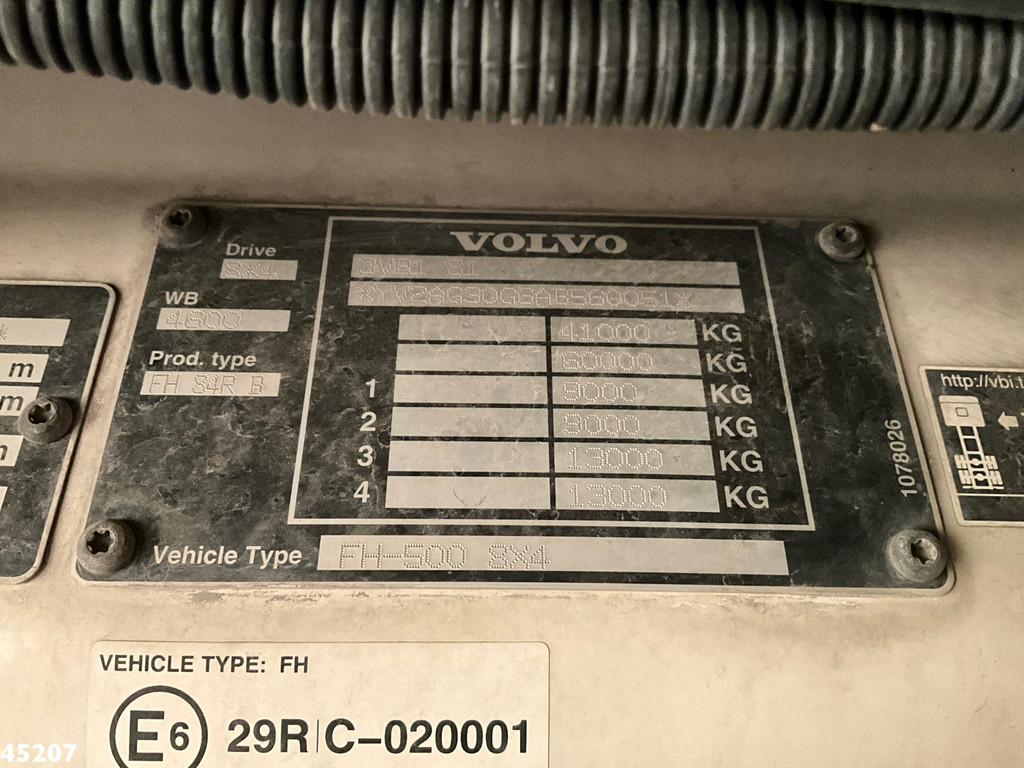 VOLVO
Drive
8X4
WB
4800
Prod. type
FH 84R B
41000 KG
60000 KG
1 9000 KG
2 9000 KG
3 13000 KG
4 13000 KG
Vehicle Type FH-500 8X4
1078026
*
m
m
http://vbi.t
VEHICLE TYPE: FH
E6 29R|C-020001
45207